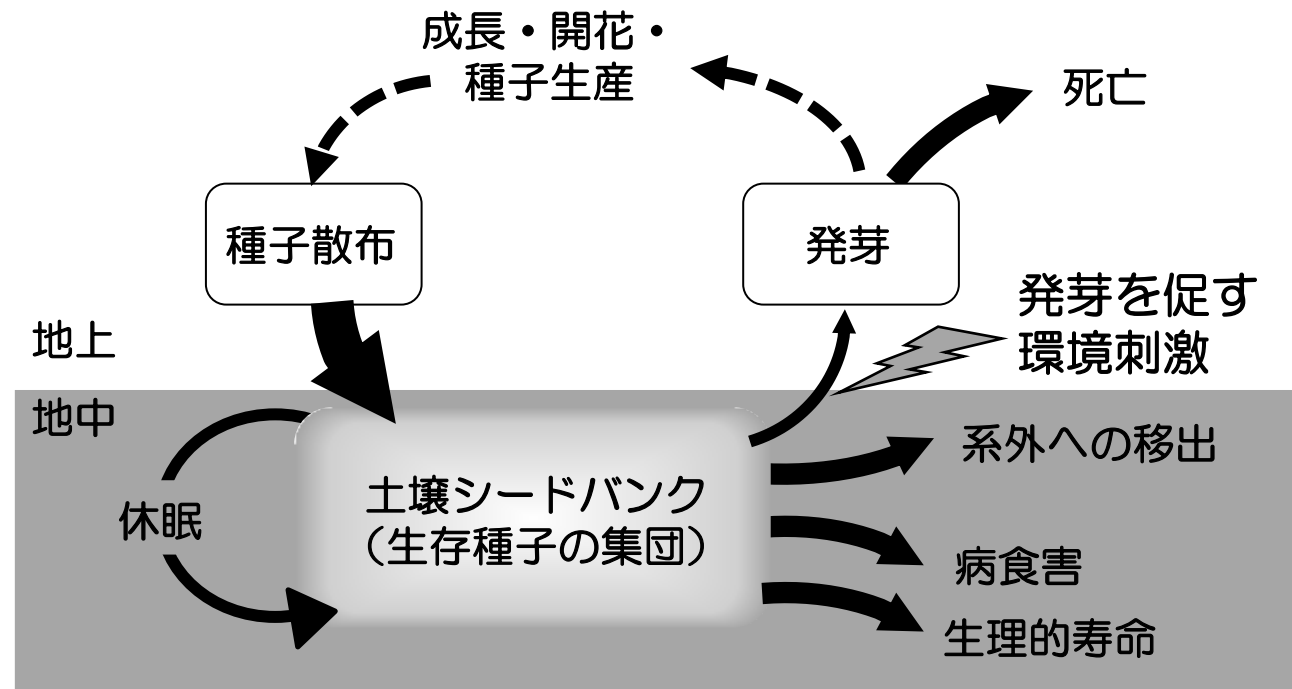 成長・開花・
種子生産
死亡
種子散布
発芽
発芽を促す
環境刺激
地上
地中
系外への移出
休眠
土壌シードバンク
（生存種子の集団）
病食害
生理的寿命